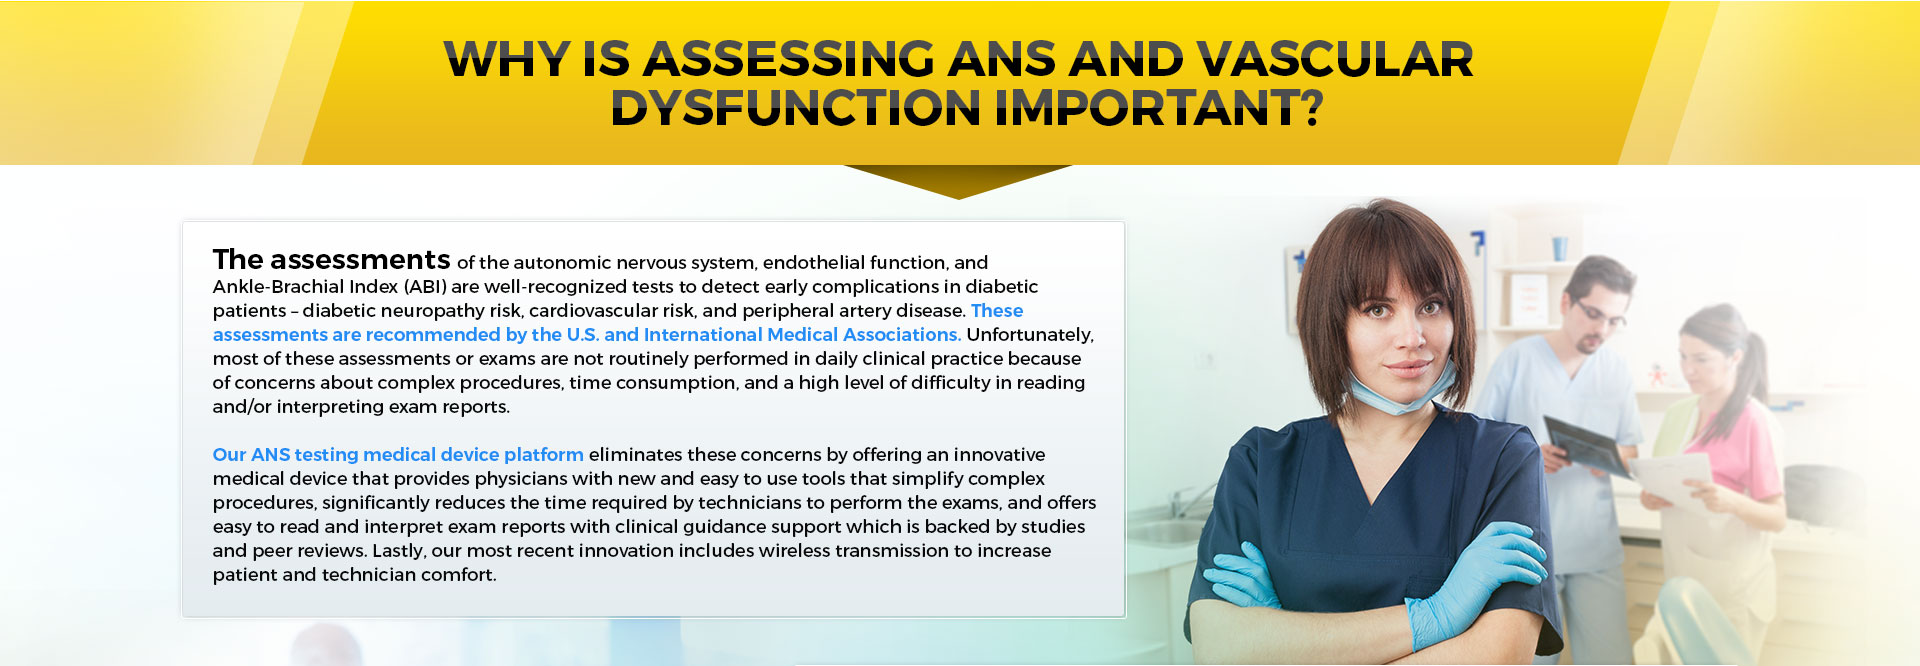 WHY IS ASSESSING ANS AND VASCULAR
DYSFUNCTION IMPORTANT?
The assessments of the autonomic nervous system, endothelial function, and
Ankle-Brachial Index (ABI) are well-recognized tests to detect early complications in diabetic
patients – diabetic neuropathy risk, cardiovascular risk, and peripheral artery disease. These
assessments are recommended by the U.S. and International Medical Associations. Unfortunately,
most of these assessments or exams are not routinely performed in daily clinical practice because
of concerns about complex procedures, time consumption, and a high level of difficulty in reading
and/or interpreting exam reports.
Our ANS testing medical device platform eliminates these concerns by offering an innovative
medical device that provides physicians with new and easy to use tools that simplify complex
procedures, significantly reduces the time required by technicians to perform the exams, and offers
easy to read and interpret exam reports with clinical guidance support which is backed by studies
and peer reviews. Lastly, our most recent innovation includes wireless transmission to increase
patient and technician comfort.